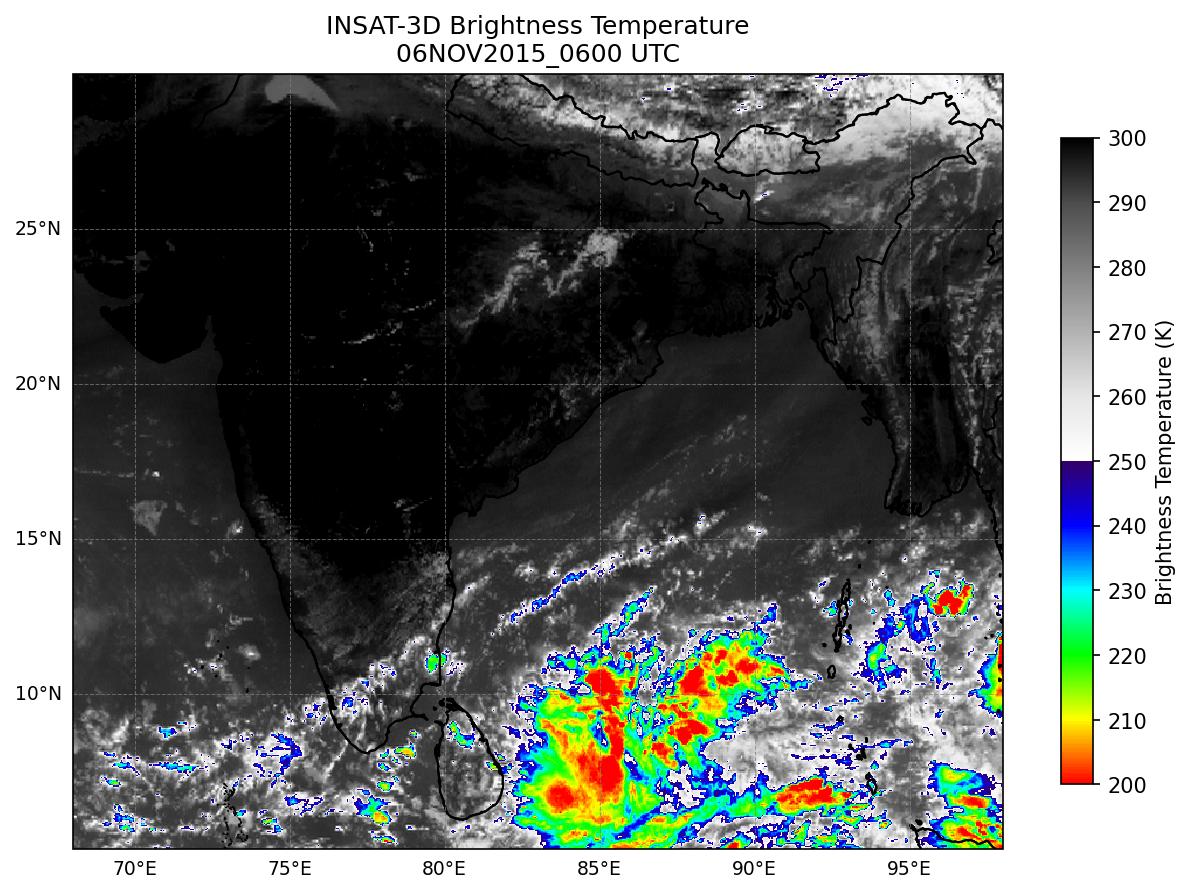 INSAT-3D Brightness Temperature
06NOV2015_0600 UTC
25°N
20°N
15°N
10°N
70°E
75°E
80°E
85°E
90°E
95°E
300
290
280
270
260
250
240
230
220
210
200
Brightness Temperature (K)